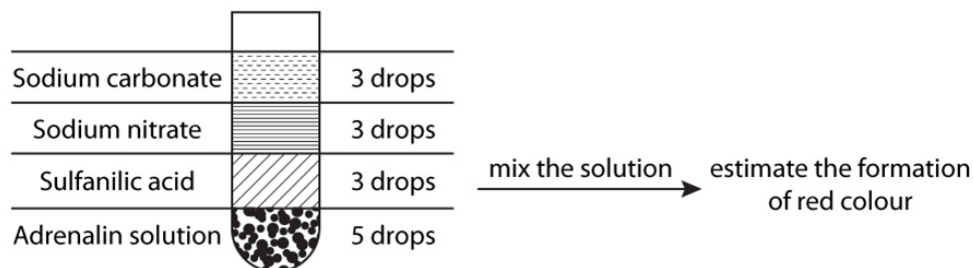 Sodium carbonate 3 drops
Sodium nitrate 3 drops
Sulfanilic acid 3 drops
Adrenalin solution 5 drops
mix the solution
estimate the formation
of red colour